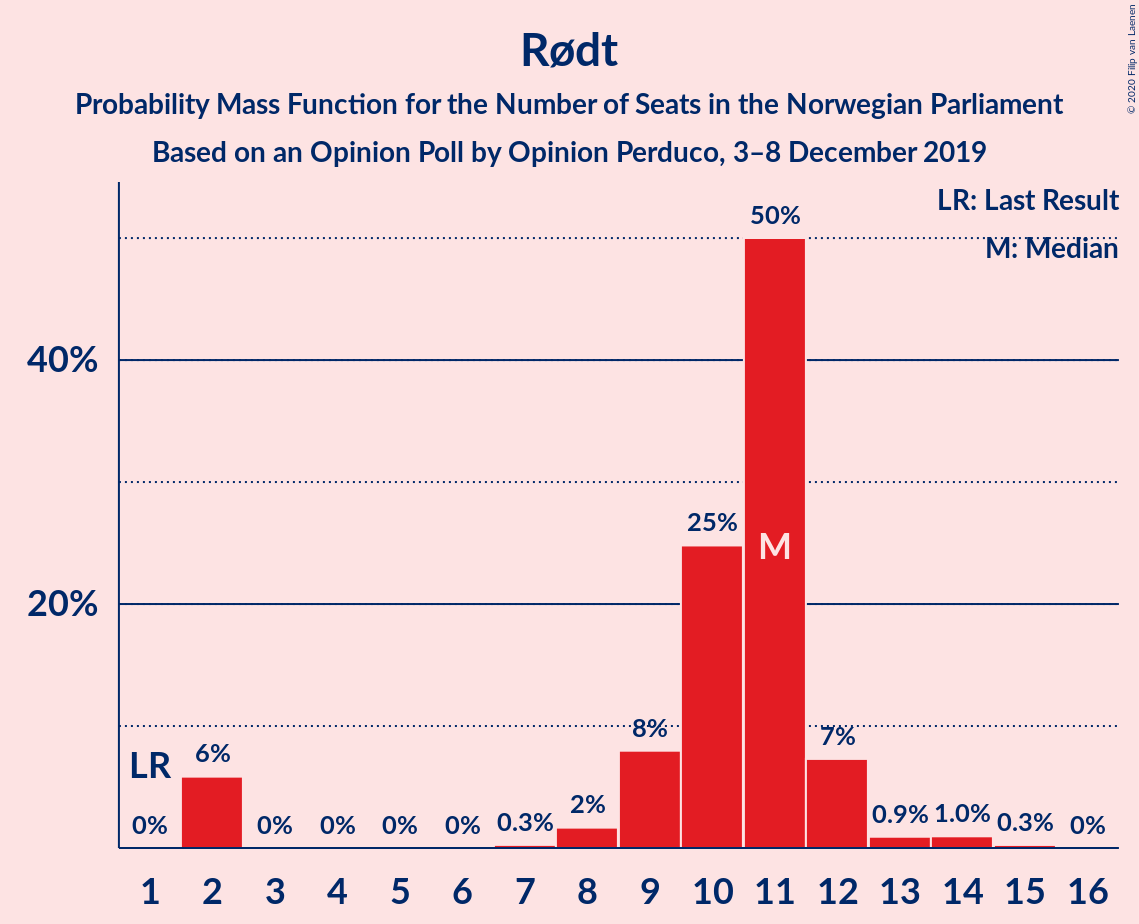 Rødt
Probability Mass Function for the Number of Seats in the Norwegian Parliament
Based on an Opinion Poll by Opinion Perduco, 3–8 December 2019
© 2020 Filip van Laenen
LR: Last Result
M: Median
40%
20%
LR
M
0%
6%
0%
0%
0%
0%
0.3%
2%
8%
25%
50%
7%
0.9%
1.0%
0.3%
0%
1 2 3 4 5 6 7 8 9 10 11 12 13 14 15 16